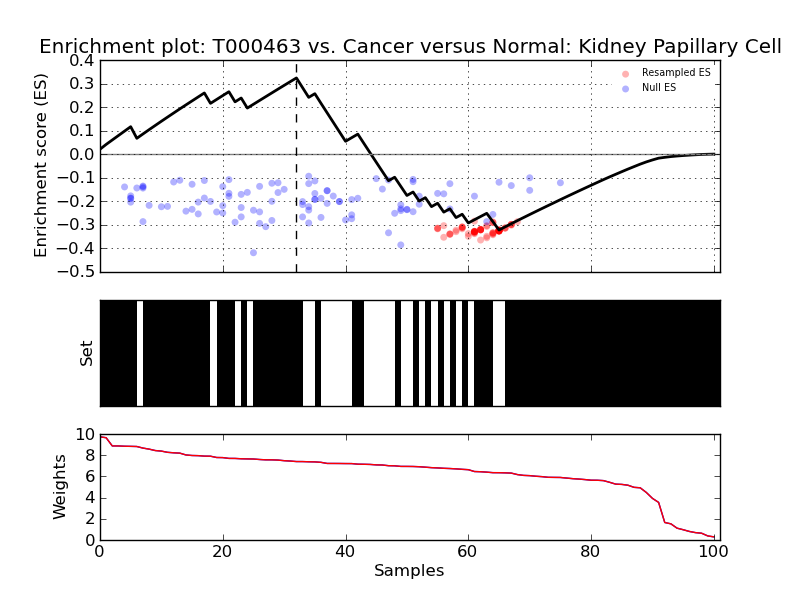 Enrichment plot: T000463 vs. Cancer versus Normal: Kidney Papillary Cell
Enrichment score (ES)
0.4
0.3
0.2
0.1
0.0
−0.1
−0.2
−0.3
−0.4
−0.5
Resampled ES
Null ES
Set
Weights
10
8
6
4
2
0
0 20 40 60 80 100
Samples